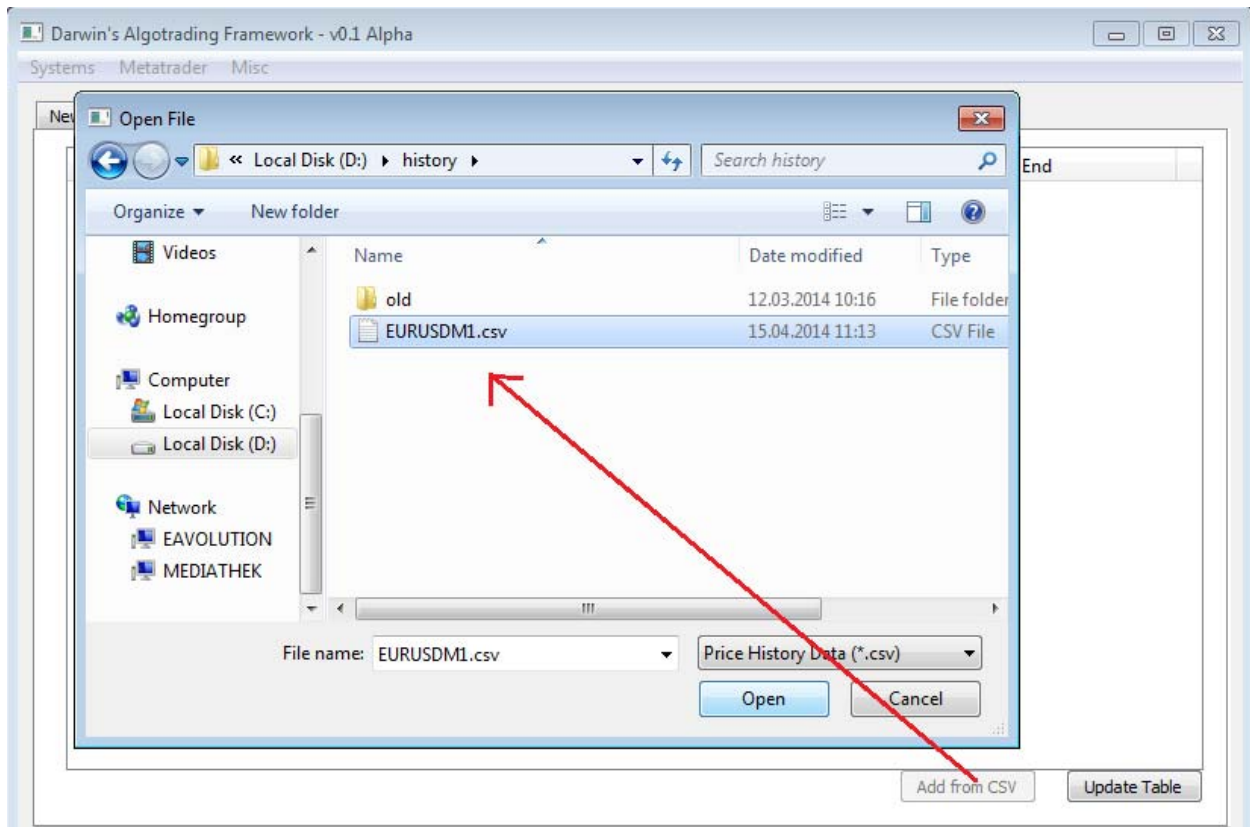 Darwin's Algotrading Framework - v0.1 Alpha
Systems Metatrader Misc
Open File
« Local Disk (D:) history Search history
End
Organize New folder
Name Date modified Type
Videos
old 12.03.2014 10:16 File folder
Homegroup
EURUSDM1.csv 15.04.2014 11:13 CSV File
Computer
Local Disk (C:)
Local Disk (D:)
Network
EAVOLUTION
MEDIATHEK
File name: EURUSDM1.csv Price History Data (*.csv)
Open Cancel
Add from CSV Update Table